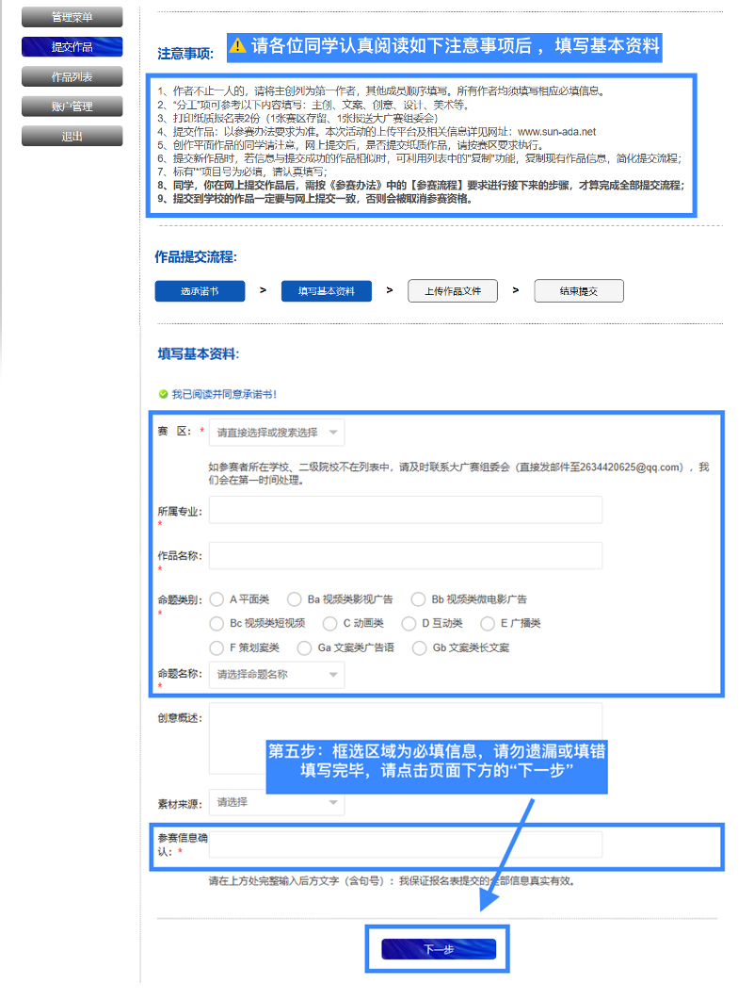 管理菜单
提交作品
作品列表
账户管理
退出
注意事项:
⚠请各位同学认真阅读如下注意事项后，填写基本资料
1、作者不止一人的，请将主创列为第一作者，其他成员顺序填写。所有作者均须填写相应必填信息。
2、“分工”项可参考以下内容填写：主创、文案、创意、设计、美术等。
3、打印纸质报名表2份（1张赛区存留、1张报送大广赛组委会）
4、提交作品：以参赛办法要求为准。本次活动的上传平台及相关信息详见网址：www.sun-ada.net
5、创作平面作品的同学请注意，网上提交后，是否提交纸质作品，请按赛区要求执行。
6、提交新作品时，若信息与提交成功的作品相似时，可利用列表中的"复制"功能，复制现有作品信息，简化提交流程；
7、标有"*"项目号为必填，请认真填写；
8、同学，你在网上提交作品后，需按《参赛办法》中的【参赛流程】要求进行接下来的步骤，才算完成全部提交流程；
9、提交到学校的作品一定要与网上提交一致，否则会被取消参赛资格。
作品提交流程:
选承诺书 > 填写基本资料 > 上传作品文件 > 结束提交
填写基本资料:
我已阅读并同意承诺书!
赛 区: * 请直接选择或搜素选择
如参赛者所在学校、二级院校不在列表中，请及时联系大广赛组委会（直接发邮件至2634420625@qq.com），我
们会在第一时间处理。
所属专业:
*
作品名称:
*
命题类别: A 平面类 Ba 视频类影视广告 Bb 视频类微电影广告
* Bc 视频类短视频 C 动画类 D 互动类 E 广播类
F 策划案类 Ga 文案类广告语 Gb 文案类长文案
命题名称: 请选择命题名称
*
创意概述:
第五步：框选区域为必填信息，请勿遗漏或填错
填写完毕，请点击页面下方的“下一步”
素材来源: 请选择
参赛信息确
认: *
请在上方处完整输入后方文字（含句号）：我保证报名表提交的全部信息真实有效。
下一步